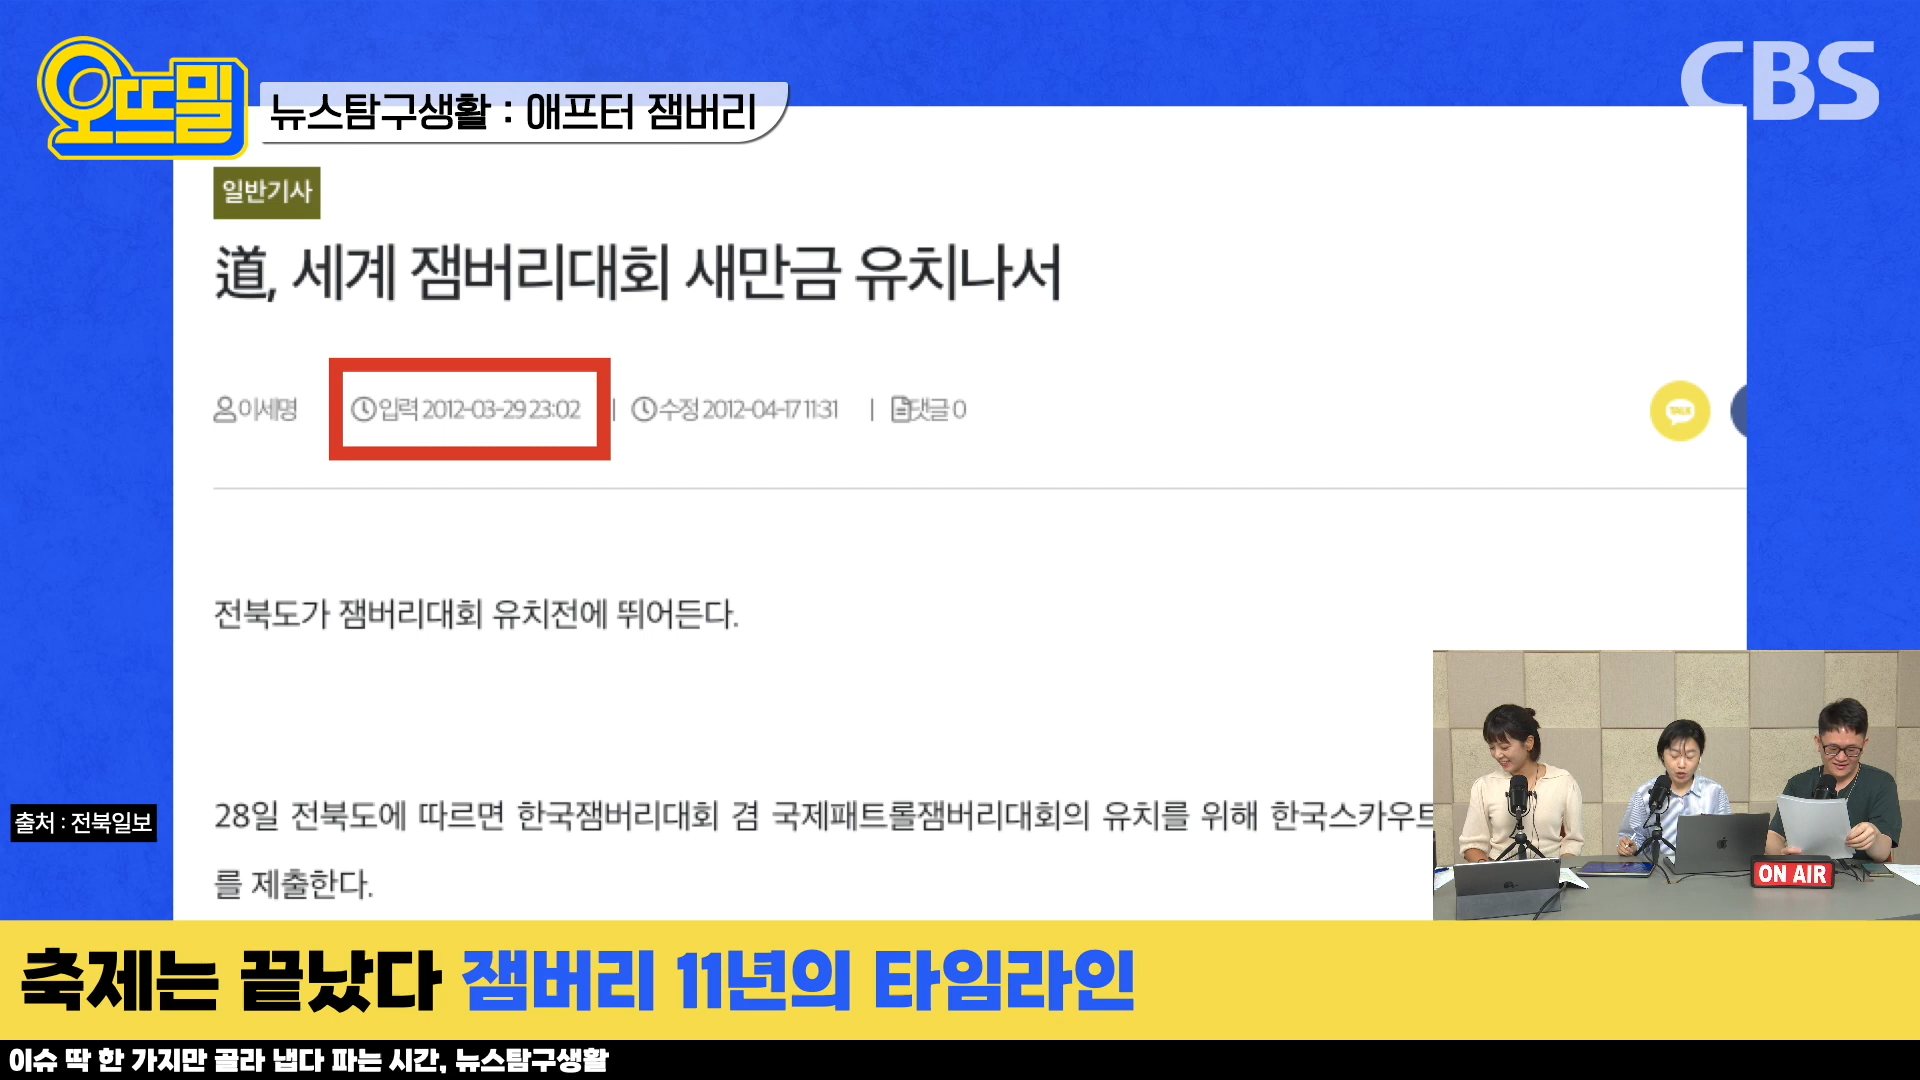 오뜨밀
뉴스탐구생활 : 애프터 잼버리
CBS
일반기사
道, 세계 잼버리대회 새만금 유치나서
이세명 입력 2012-03-29 23:02 | 수정 2012-04-17 11:31 | 댓글 0
TALK
전북도가 잼버리대회 유치전에 뛰어든다.
28일 전북도에 따르면 한국잼버리대회 겸 국제패트롤잼버리대회의 유치를 위해 한국스카우트
를 제출한다.
출처 : 전북일보
ON AIR
축제는 끝났다 잼버리 11년의 타임라인
이슈 딱 한 가지만 골라 냅다 파는 시간, 뉴스탐구생활